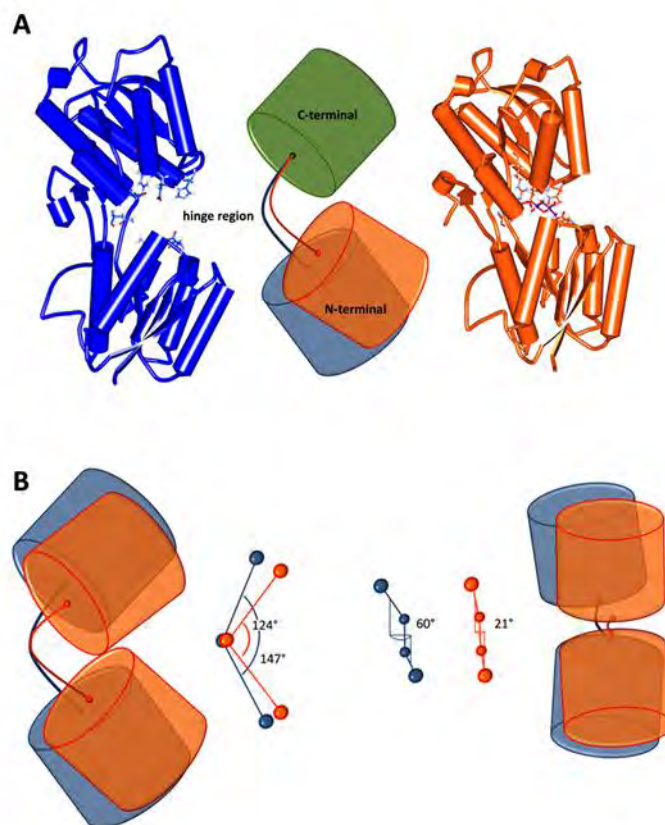 A
C-terminal
hinge region
N-terminal
B
124°
147°
60°
21°